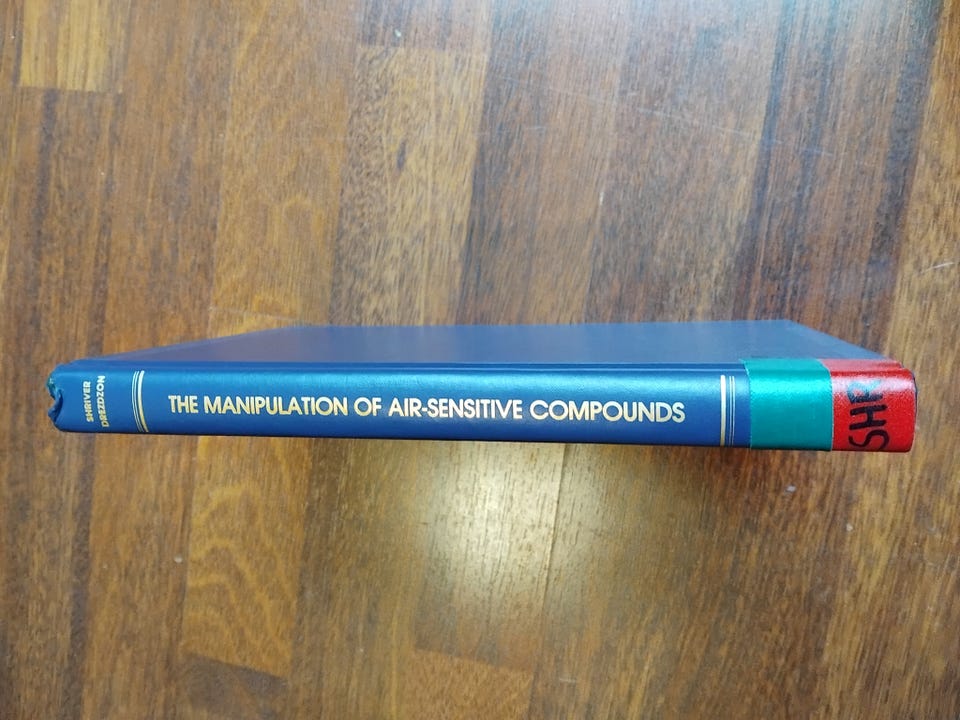 SHRIVER
DREZDZON
THE MANIPULATION OF AIR-SENSITIVE COMPOUNDS
SHR